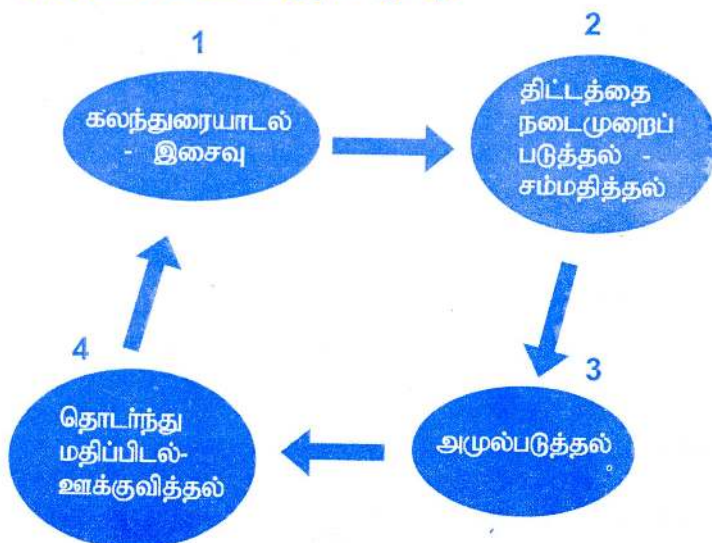 1
கலந்துரையாடல்
- இசைவு
2
திட்டத்தை
நடைமுறைப்
படுத்தல் -
சம்மதித்தல்
3
அமுல்படுத்தல்
4
தொடர்ந்து
மதிப்பிடல்-
ஊக்குவித்தல்